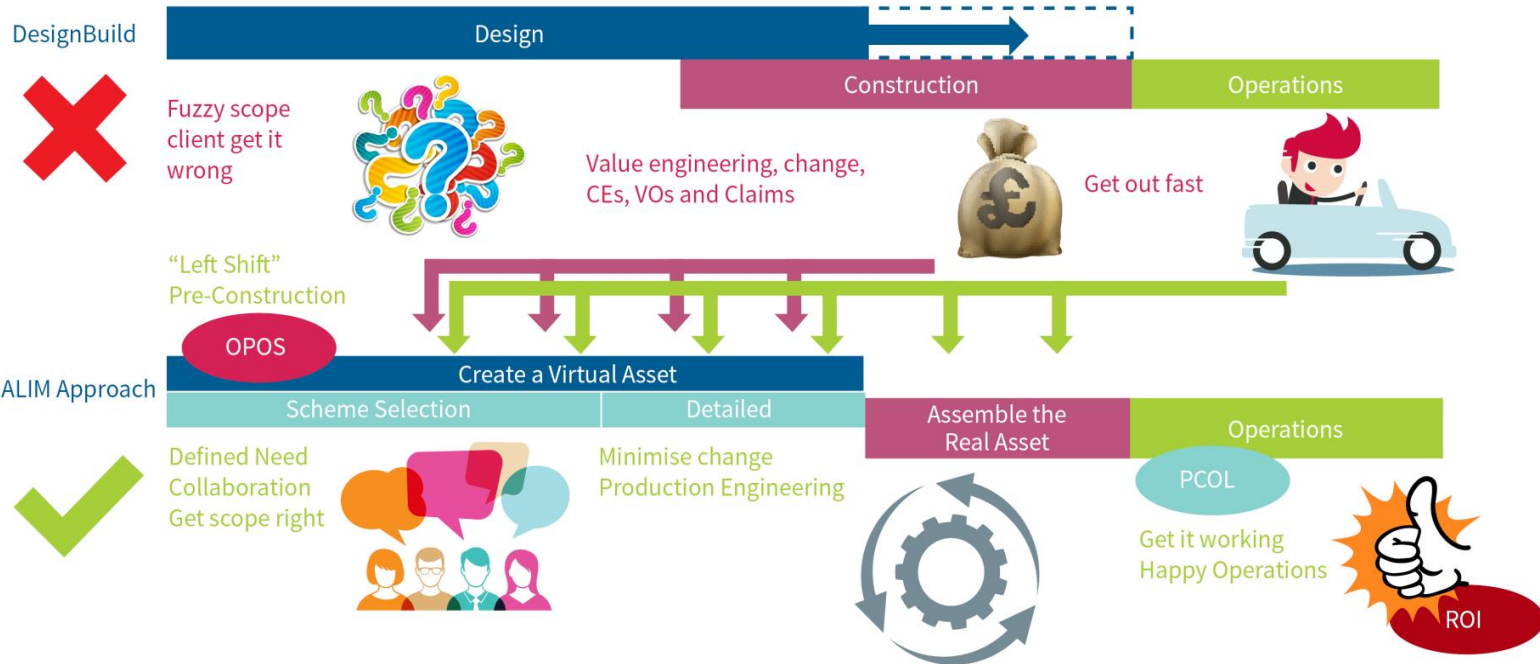 DesignBuild
Design
Construction
Operations
Fuzzy scope
client get it
wrong
Value engineering, change,
CEs, VOs and Claims
£
Get out fast
“Left Shift”
Pre-Construction
OPOS
ALIM Approach
Create a Virtual Asset
Scheme Selection
Detailed
Assemble the
Real Asset
Operations
Defined Need
Collaboration
Get scope right
Minimise change
Production Engineering
PCOL
Get it working
Happy Operations
ROI